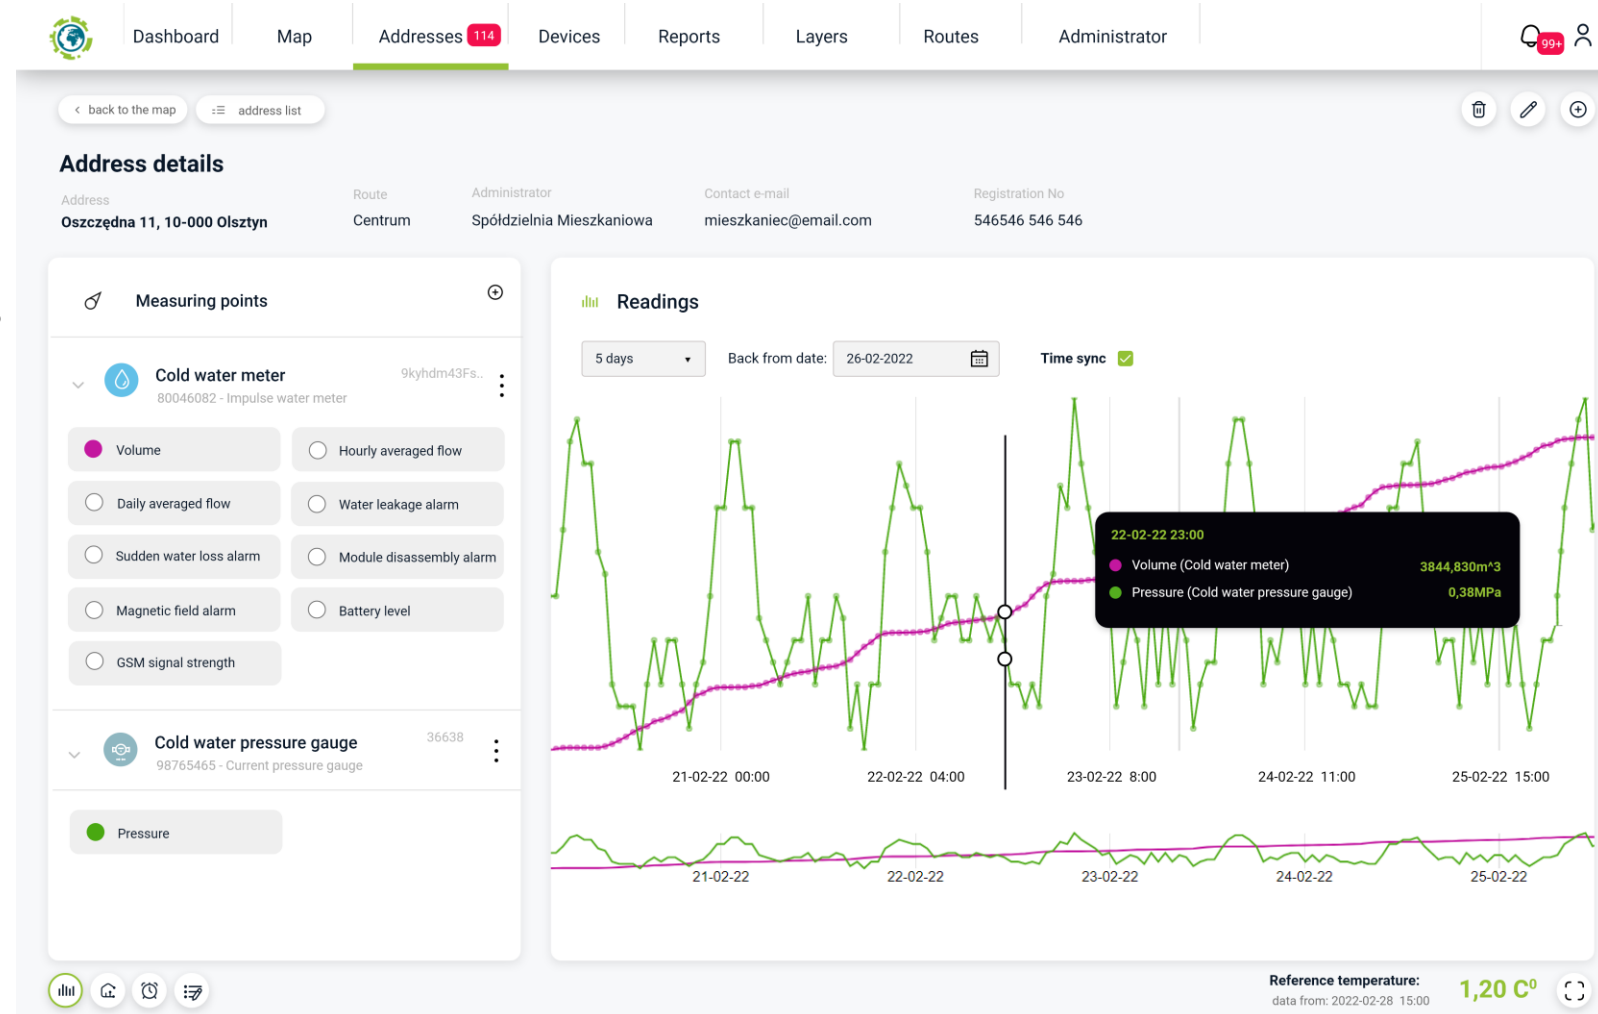 Dashboard Map Addresses 114 Devices Reports Layers Routes Administrator 99+
back to the map address list
Address details
Address Route Administrator Contact e-mail Registration No
Oszczędna 11, 10-000 Olsztyn Centrum Spółdzielnia Mieszkaniowa mieszkaniec@email.com 546546 546 546
Measuring points
Cold water meter 9kyhdm43Fs..
80046082 - Impulse water meter
Volume Hourly averaged flow
Daily averaged flow Water leakage alarm
Sudden water loss alarm Module disassembly alarm
Magnetic field alarm Battery level
GSM signal strength
Cold water pressure gauge 36638
98765465 - Current pressure gauge
Pressure
Readings
5 days Back from date: 26-02-2022 Time sync
22-02-22 23:00
Volume (Cold water meter) 3844,830m^3
Pressure (Cold water pressure gauge) 0,38MPa
21-02-22 00:00 22-02-22 04:00 23-02-22 8:00 24-02-22 11:00 25-02-22 15:00
21-02-22 22-02-22 23-02-22 24-02-22 25-02-22
Reference temperature: 1,20 C⁰
data from: 2022-02-28 15:00